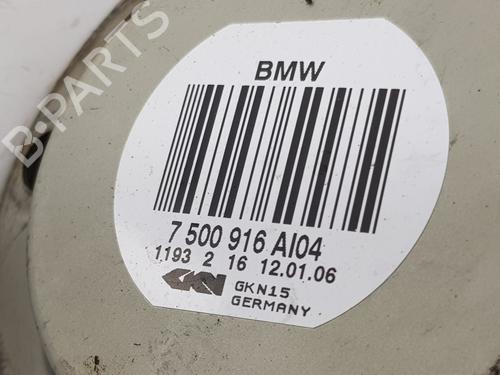 B-PARTS
BMW
7 500 916 AI04
1193 2 16 12.01.06
GKN GKN15
GERMANY